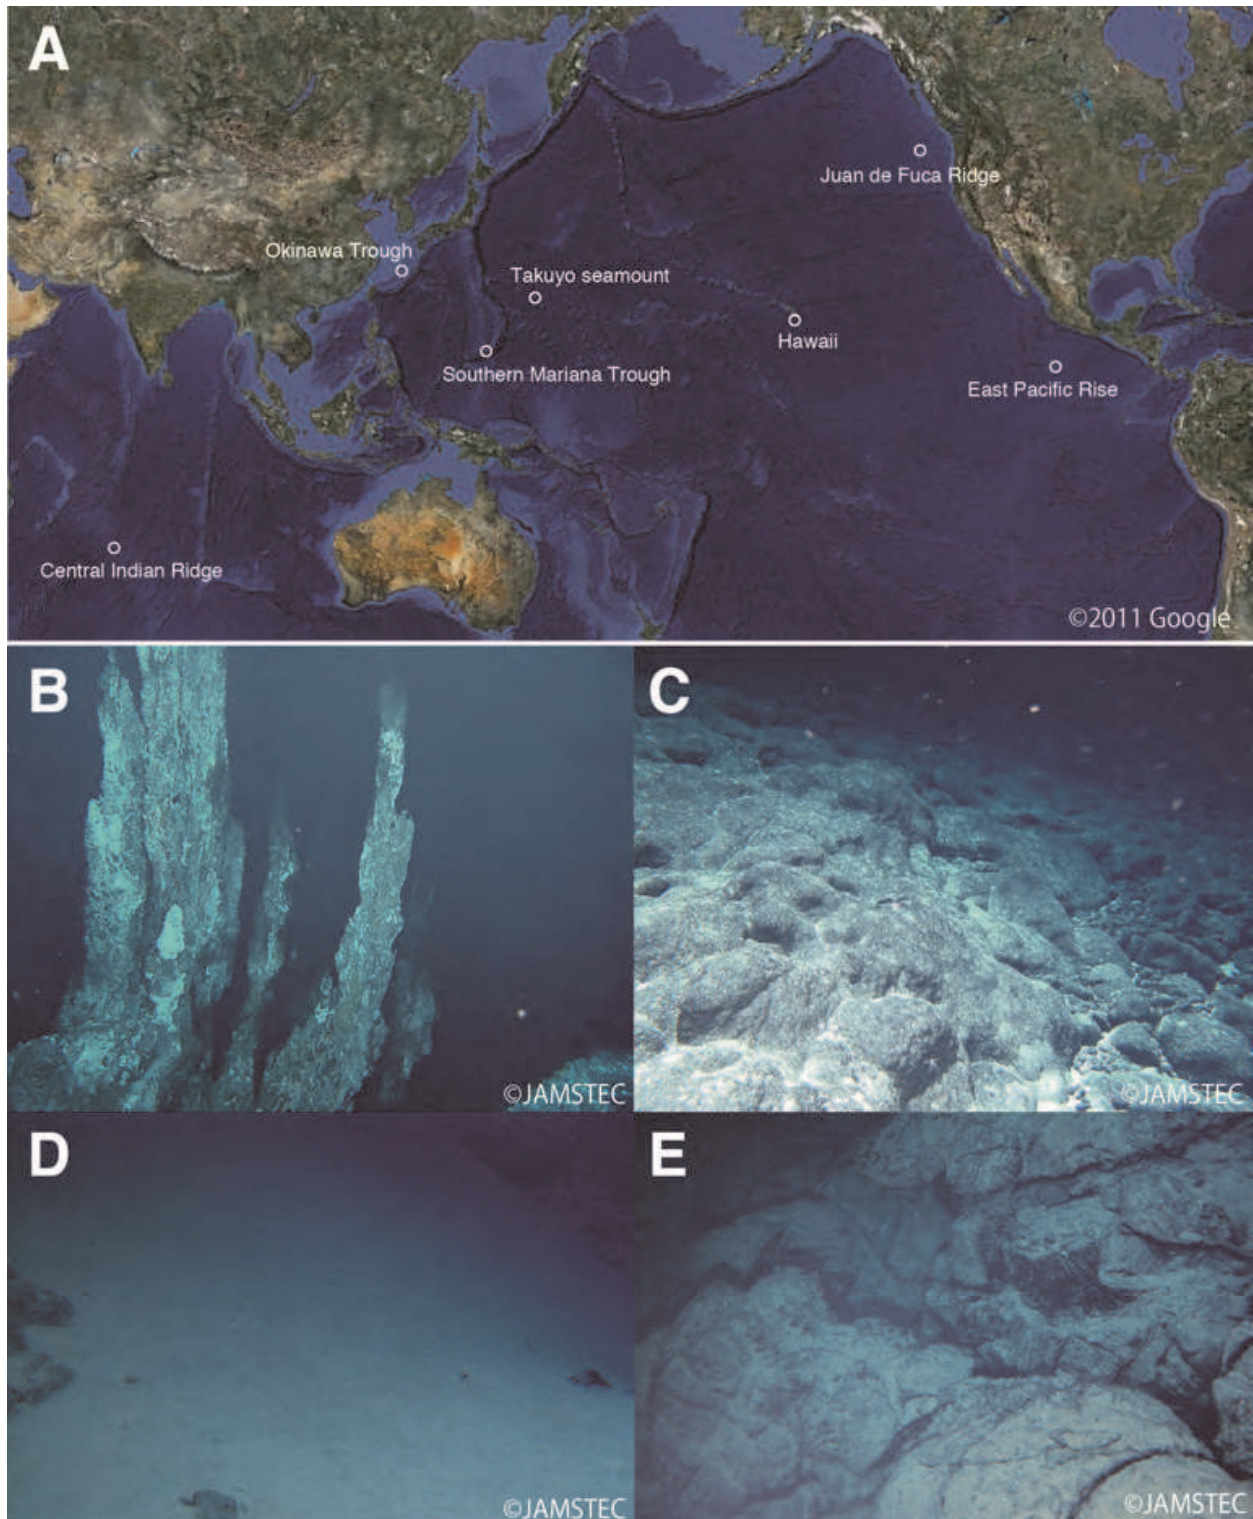 A
Juan de Fuca Ridge
Okinawa Trough
Takuyo seamount
Hawaii
Southern Mariana Trough
East Pacific Rise
Central Indian Ridge
©2011 Google
B
©JAMSTEC
C
©JAMSTEC
D
©JAMSTEC
E
©JAMSTEC